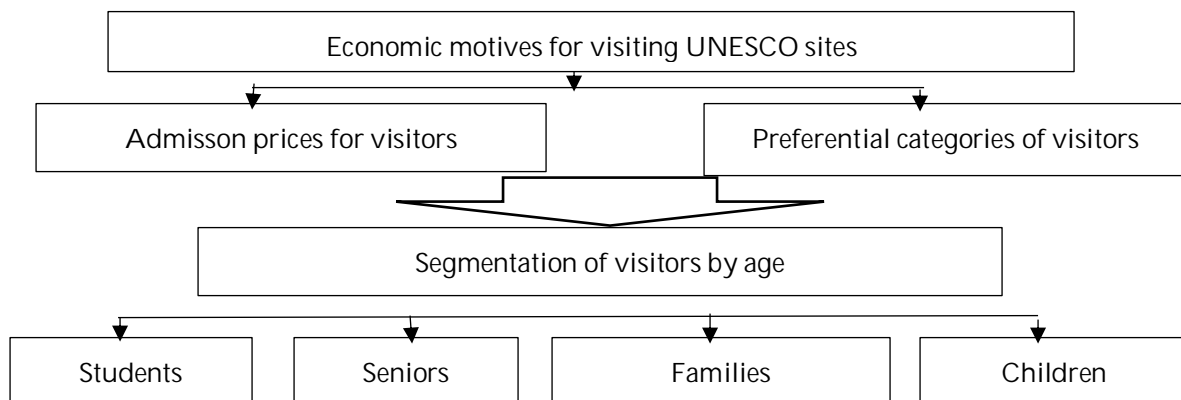 Economic motives for visiting UNESCO sites
Admisson prices for visitors
Preferential categories of visitors
Segmentation of visitors by age
Students
Seniors
Families
Children